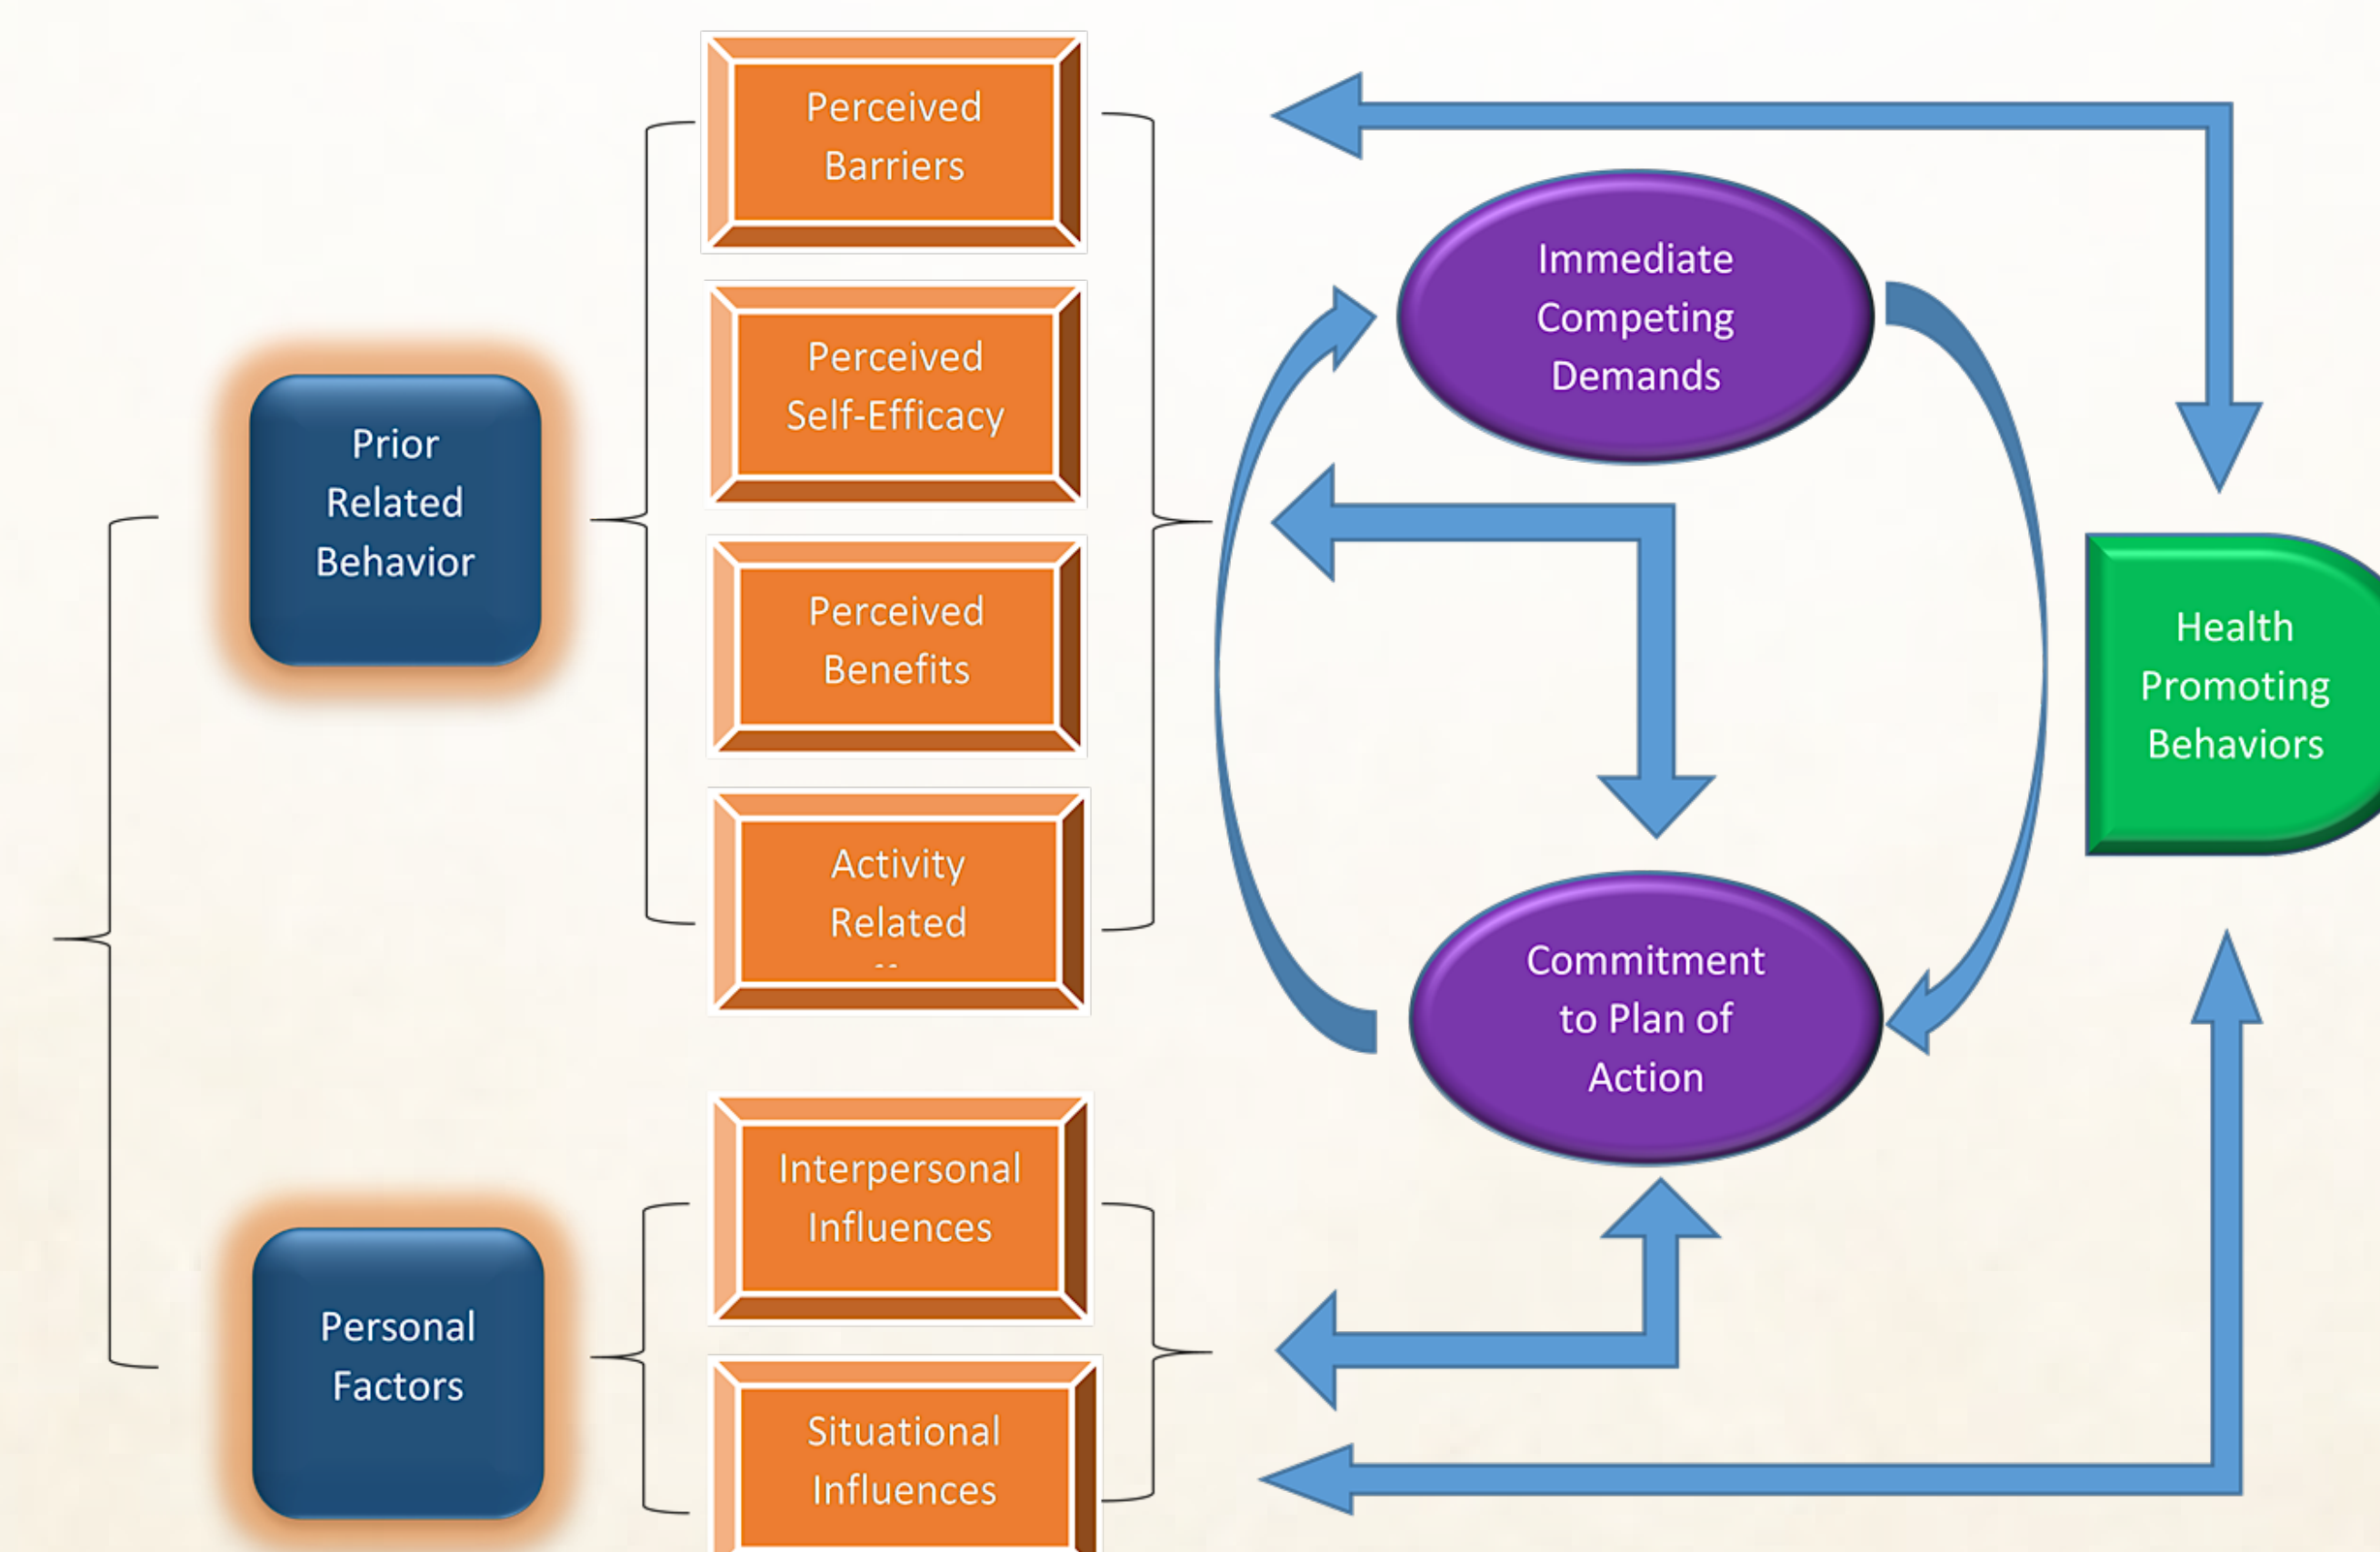 Prior
Related
Behavior
Personal
Factors
Perceived
Barriers
Perceived
Self-Efficacy
Perceived
Benefits
Activity
Related
Interpersonal
Influences
Situational
Influences
Immediate
Competing
Demands
Commitment
to Plan of
Action
Health
Promoting
Behaviors